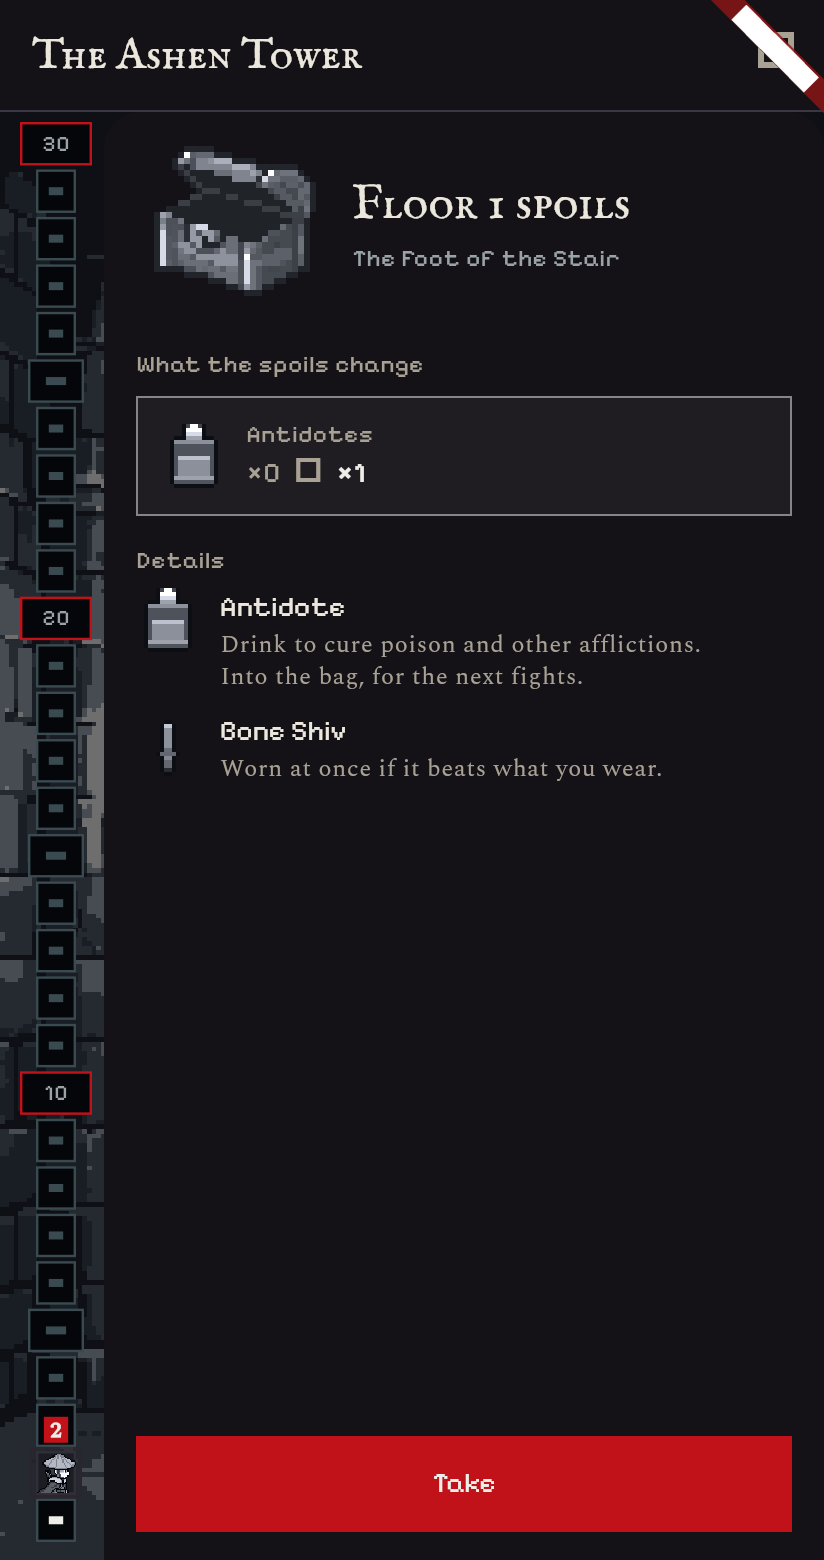 The Ashen Tower
30
Floor 1 spoils
The Foot of the Stair
What the spoils change
Antidotes
×0 ×1
Details
Antidote
Drink to cure poison and other afflictions.
Into the bag, for the next fights.
Bone Shiv
Worn at once if it beats what you wear.
20
10
2
Take